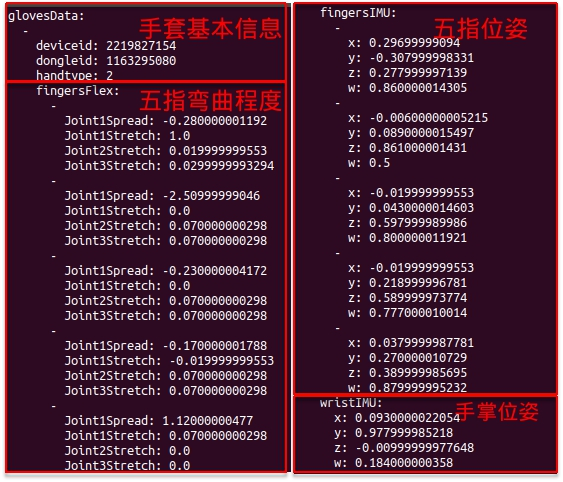 glovesData:
-
deviceid: 2219827154
dongleid: 1163295080
handtype: 2
手套基本信息
fingersFlex:
五指弯曲程度
-
Joint1Spread: -0.280000001192
Joint1Stretch: 1.0
Joint2Stretch: 0.019999999553
Joint3Stretch: 0.0299999993294
-
Joint1Spread: -2.50999999046
Joint1Stretch: 0.0
Joint2Stretch: 0.070000000298
Joint3Stretch: 0.070000000298
-
Joint1Spread: -0.230000004172
Joint1Stretch: 0.0
Joint2Stretch: 0.070000000298
Joint3Stretch: 0.070000000298
-
Joint1Spread: -0.170000001788
Joint1Stretch: -0.019999999553
Joint2Stretch: 0.070000000298
Joint3Stretch: 0.070000000298
-
Joint1Spread: 1.12000000477
Joint1Stretch: 0.070000000298
Joint2Stretch: 0.0
Joint3Stretch: 0.0
fingersIMU:
五指位姿
-
x: 0.29699999094
y: -0.307999998331
z: 0.277999997139
w: 0.860000014305
-
x: -0.00600000005215
y: 0.0890000015497
z: 0.861000001431
w: 0.5
-
x: -0.019999999553
y: 0.0430000014603
z: 0.597999989986
w: 0.800000011921
-
x: -0.019999999553
y: 0.218999996781
z: 0.589999973774
w: 0.777000010014
-
x: 0.0379999987781
y: 0.270000010729
z: 0.389999985695
w: 0.879999995232
wristIMU:
手掌位姿
x: 0.0930000022054
y: 0.977999985218
z: -0.00999999977648
w: 0.184000000358